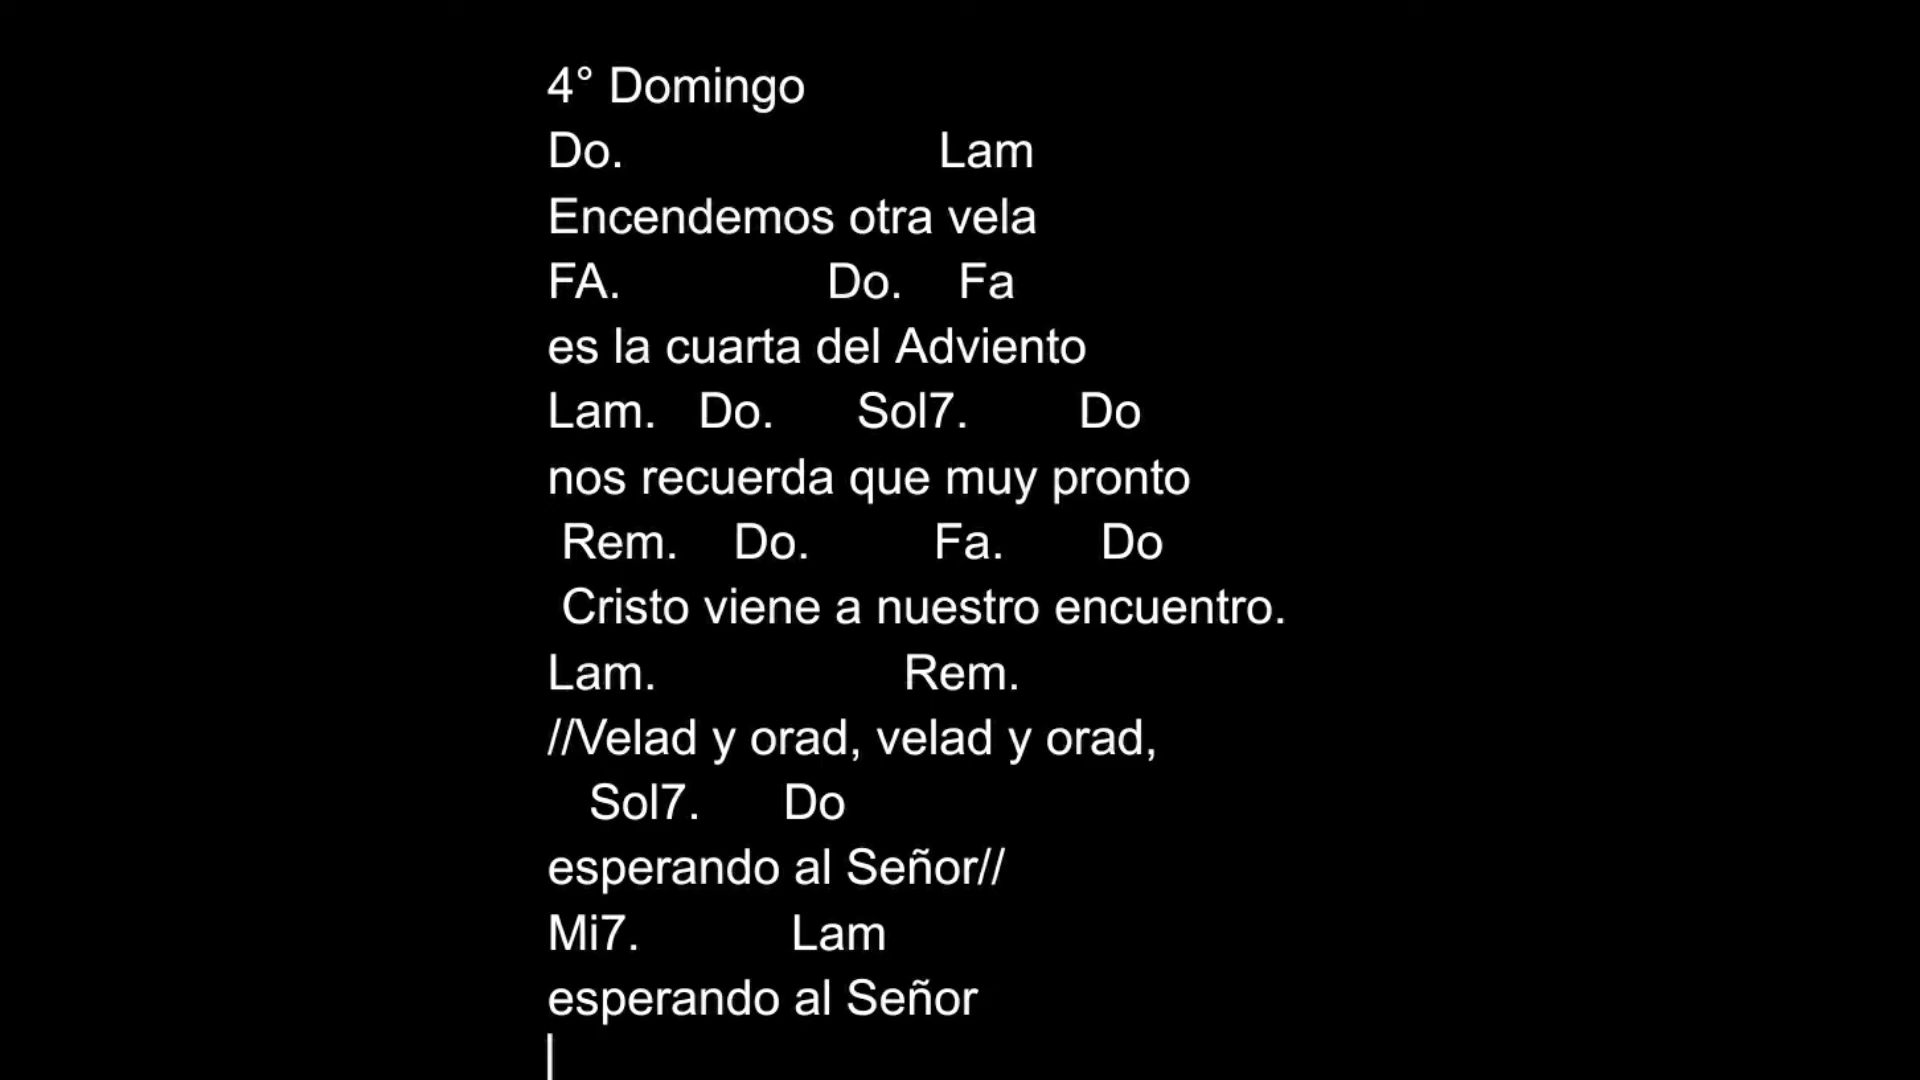 4° Domingo
Do. Lam
Encendemos otra vela
FA. Do. Fa
es la cuarta del Adviento
Lam. Do. Sol7. Do
nos recuerda que muy pronto
Rem. Do. Fa. Do
Cristo viene a nuestro encuentro.
Lam. Rem.
//Velad y orad, velad y orad,
Sol7. Do
esperando al Señor//
Mi7. Lam
esperando al Señor